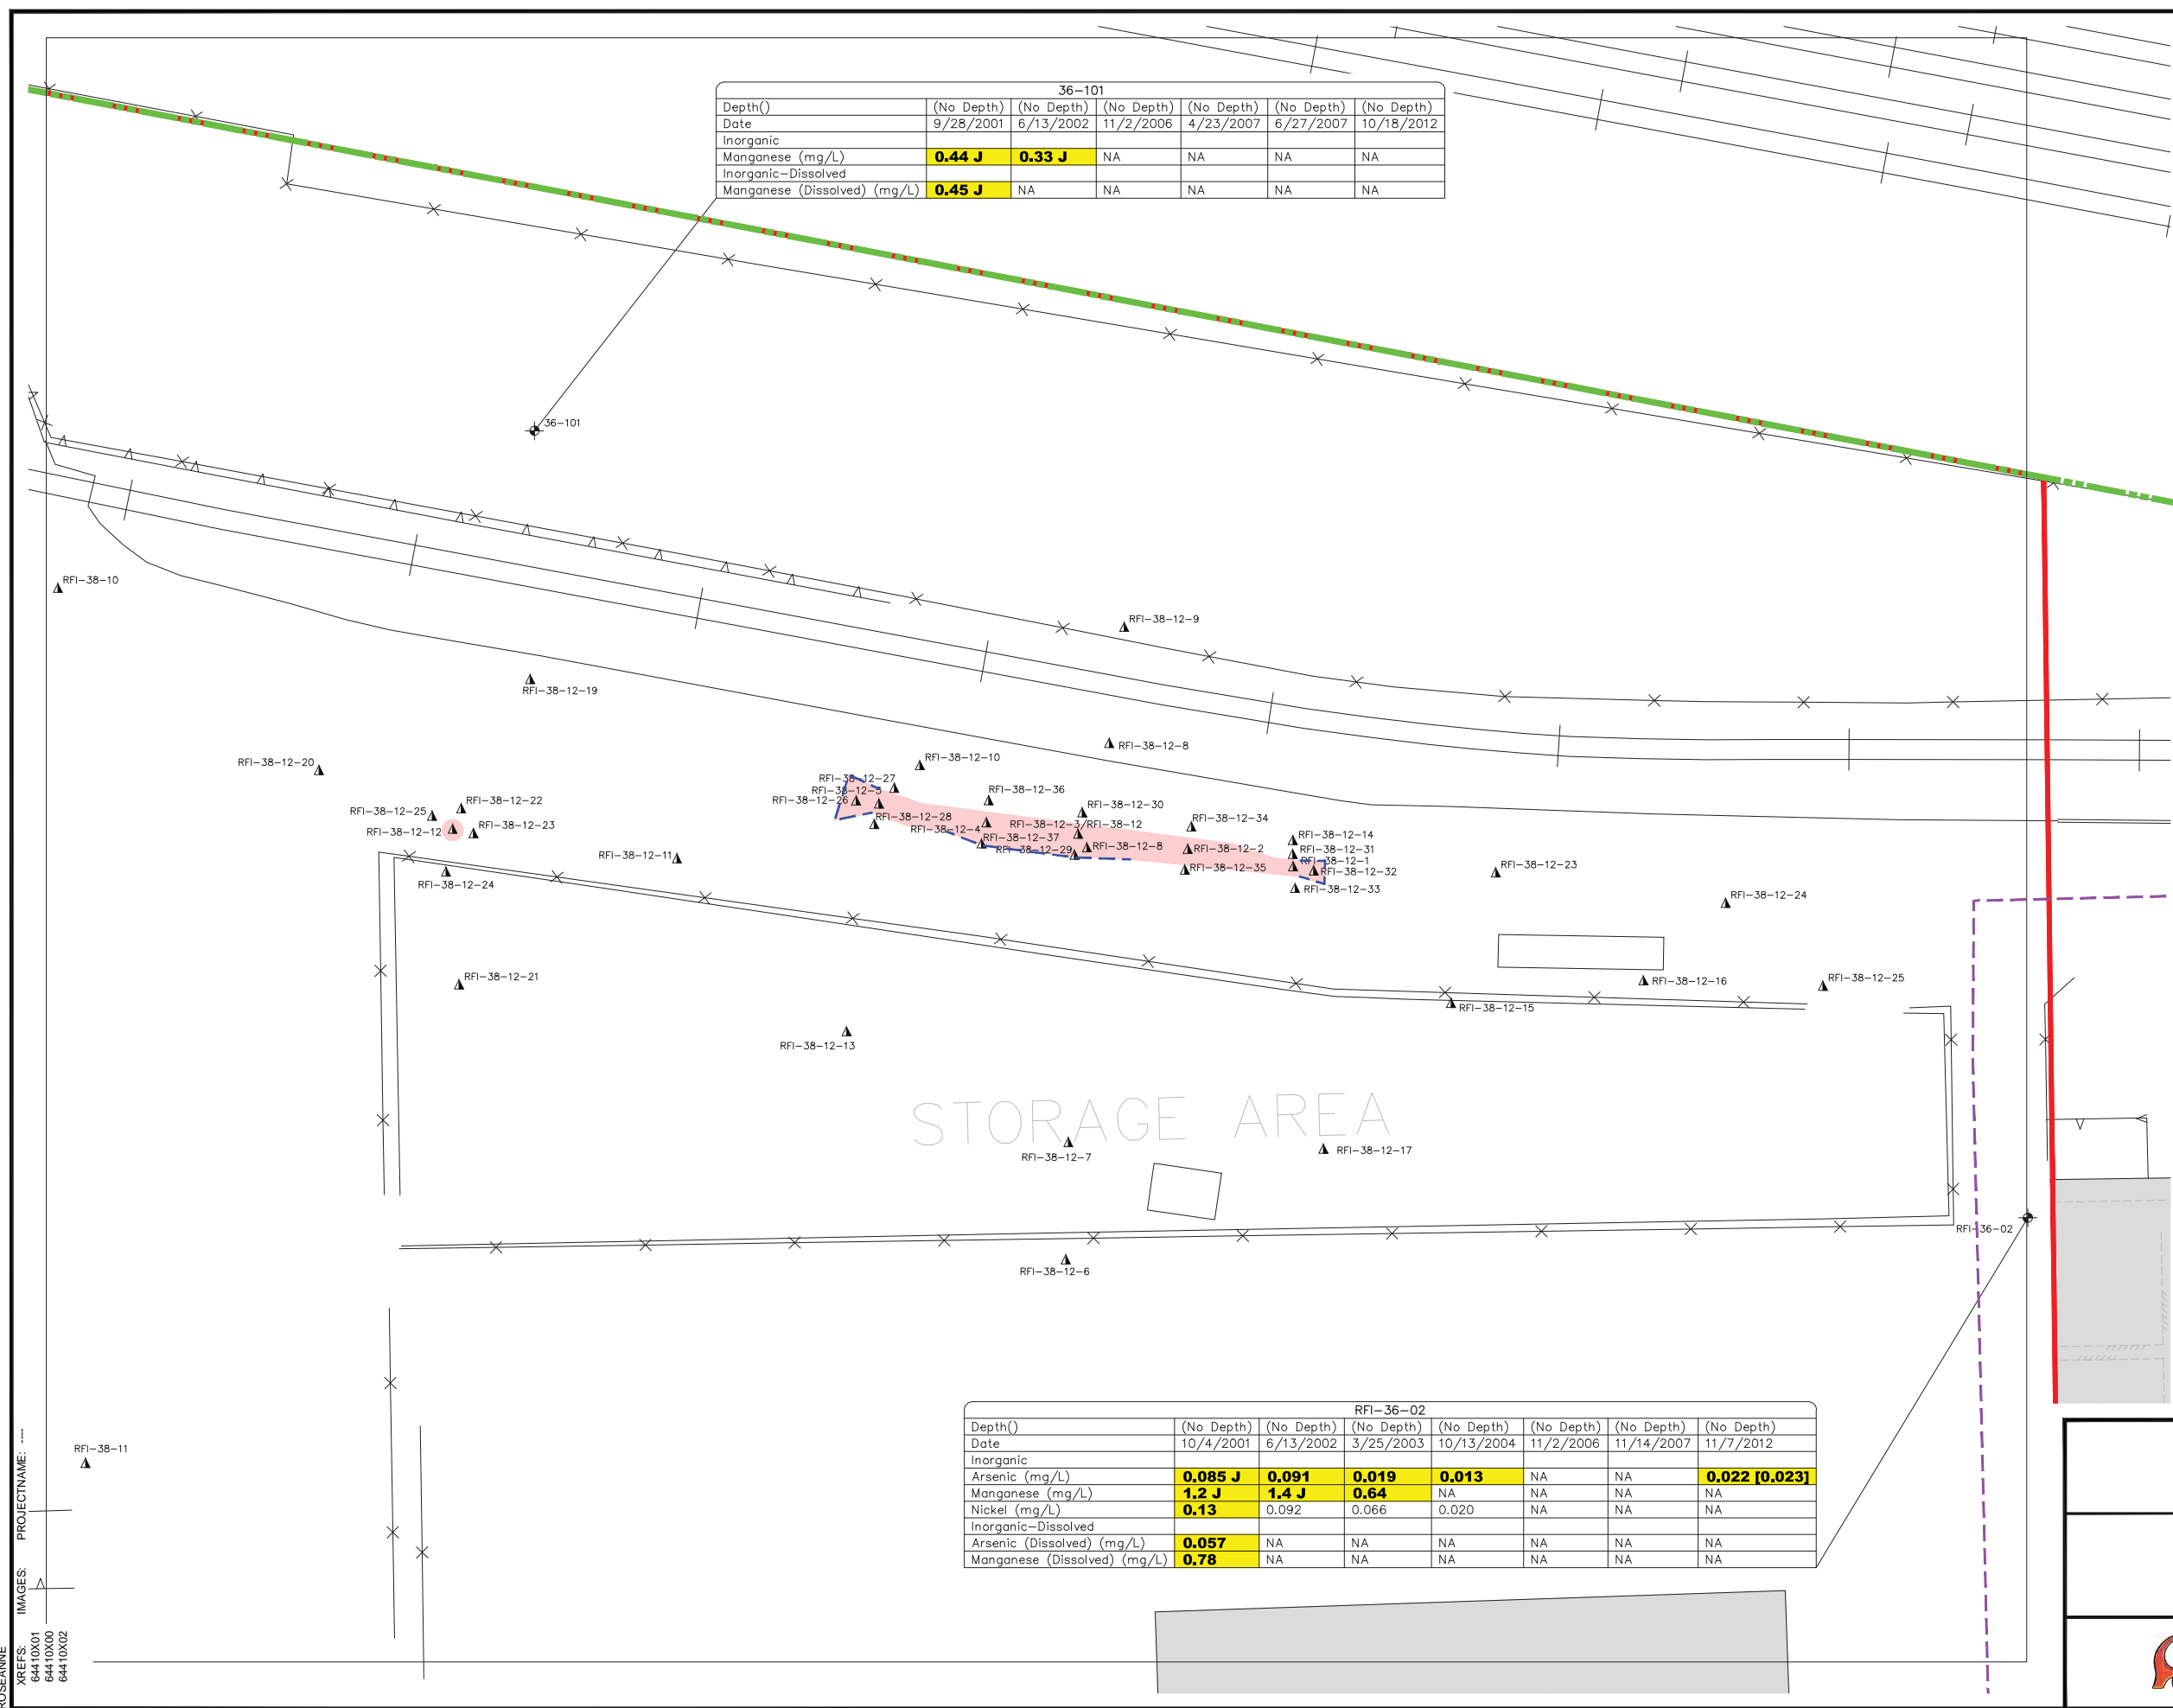 36-101
Depth() (No Depth) (No Depth) (No Depth) (No Depth) (No Depth) (No Depth)
Date 9/28/2001 6/13/2002 11/2/2006 4/23/2007 6/27/2007 10/18/2012
Inorganic
Manganese (mg/L) 0.44 J 0.33 J NA NA NA NA
Inorganic-Dissolved
Manganese (Dissolved) (mg/L) 0.45 J NA NA NA NA NA
36-101
RFI-38-10
RFI-38-12-9
RFI-38-12-19
RFI-38-12-8
RFI-38-12-20
RFI-38-12-10
RFI-38-12-27
RFI-38-12-5
RFI-38-12-26
RFI-38-12-36
RFI-38-12-22
RFI-38-12-25
RFI-38-12-30
RFI-38-12-28
RFI-38-12-23
RFI-38-12-12
RFI-38-12-4
RFI-38-12-3/RFI-38-12
RFI-38-12-34
RFI-38-12-37
RFI-38-12-14
RFI-38-12-29
RFI-38-12-8
RFI-38-12-2
RFI-38-12-31
RFI-38-12-11
RFI-38-12-1
RFI-38-12-35
RFI-38-12-32
RFI-38-12-23
RFI-38-12-24
RFI-38-12-33
RFI-38-12-24
RFI-38-12-21
RFI-38-12-16
RFI-38-12-25
RFI-38-12-15
RFI-38-12-13
STORAGE AREA
RFI-38-12-7
RFI-38-12-17
RFI-36-02
RFI-38-12-6
RFI-36-02
Depth() (No Depth) (No Depth) (No Depth) (No Depth) (No Depth) (No Depth) (No Depth)
Date 10/4/2001 6/13/2002 3/25/2003 10/13/2004 11/2/2006 11/14/2007 11/7/2012
Inorganic
Arsenic (mg/L) 0.085 J 0.091 0.019 0.013 NA NA 0.022 [0.023]
Manganese (mg/L) 1.2 J 1.4 J 0.64 NA NA NA NA
Nickel (mg/L) 0.13 0.092 0.066 0.020 NA NA NA
Inorganic-Dissolved
Arsenic (Dissolved) (mg/L) 0.057 NA NA NA NA NA NA
Manganese (Dissolved) (mg/L) 0.78 NA NA NA NA NA NA
RFI-38-11
XREFS: IMAGES: PROJECTNAME: ----
64410X01
64410X00
64410X02